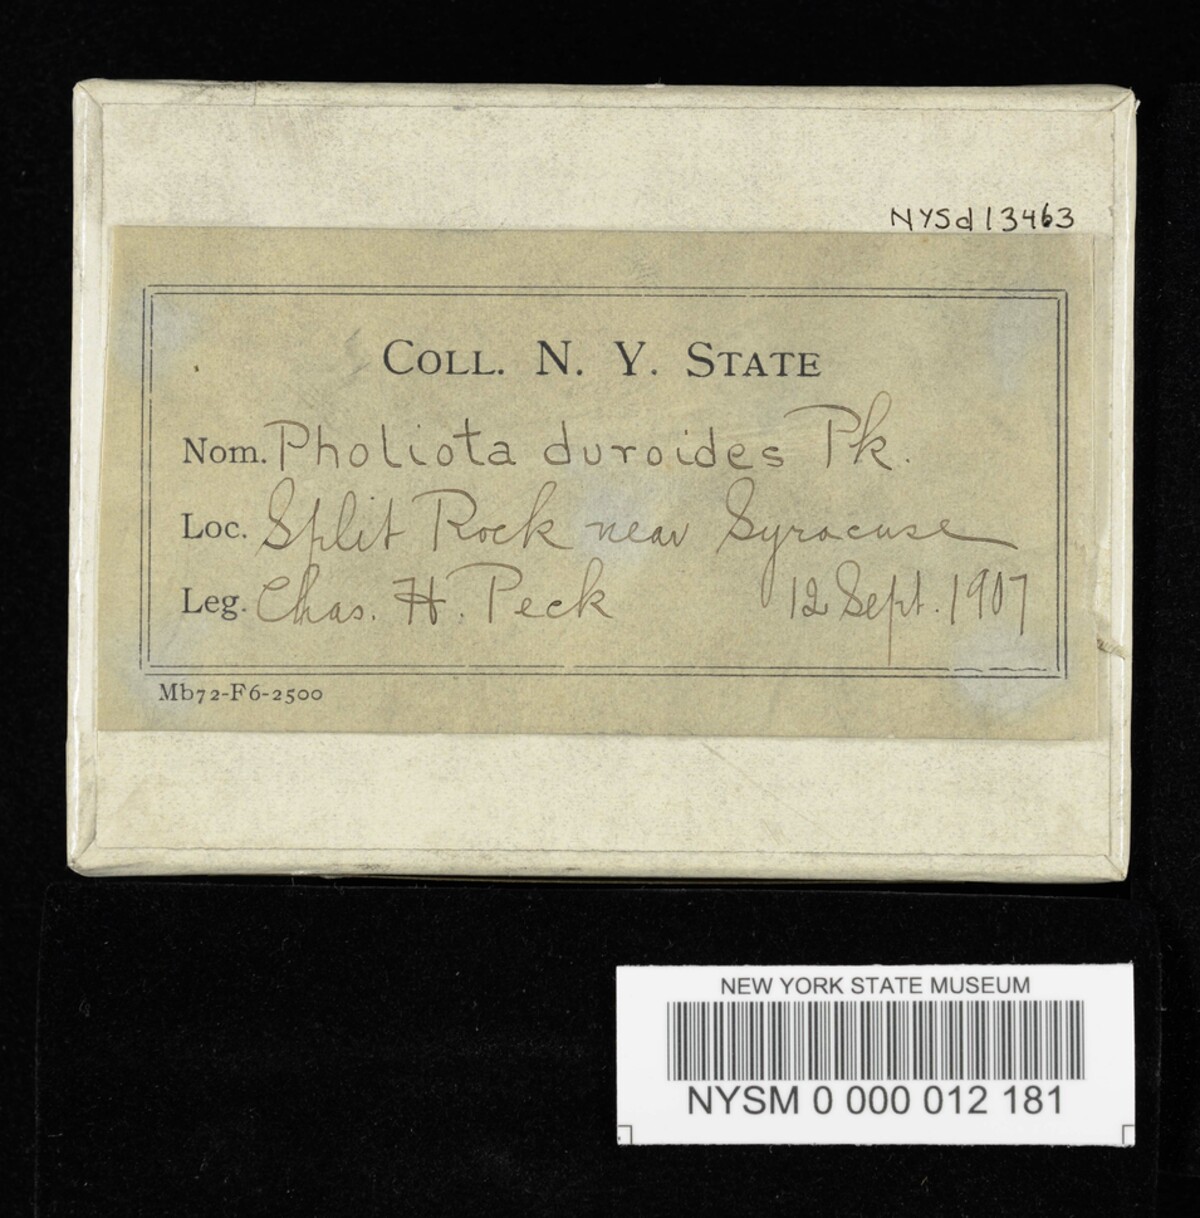 NYSd13463
COLL. N. Y. STATE
Nom. Pholiota duroides Pk.
Loc. Split Rock near Syracuse
Leg. Chas. H. Peck 12 Sept. 1907
Mb72-F6-2500
NEW YORK STATE MUSEUM
NYSM 0 000 012 181